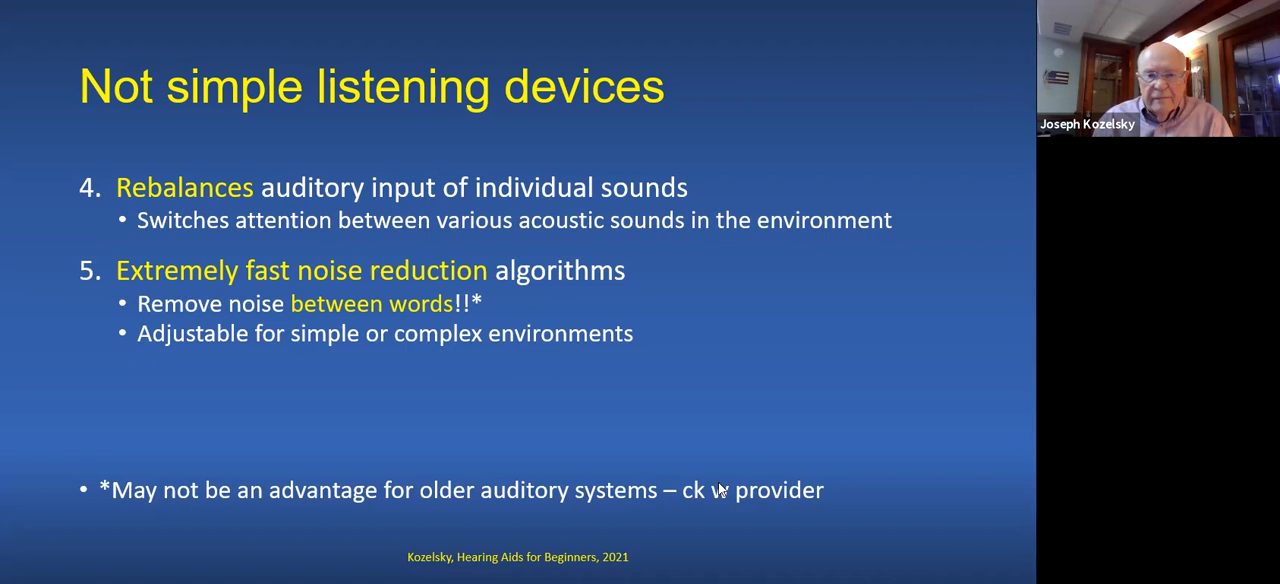 Not simple listening devices
Joseph Kozelsky
4. Rebalances auditory input of individual sounds
• Switches attention between various acoustic sounds in the environment
5. Extremely fast noise reduction algorithms
• Remove noise between words!!*
• Adjustable for simple or complex environments
• *May not be an advantage for older auditory systems – ck w provider
Kozelsky, Hearing Aids for Beginners, 2021